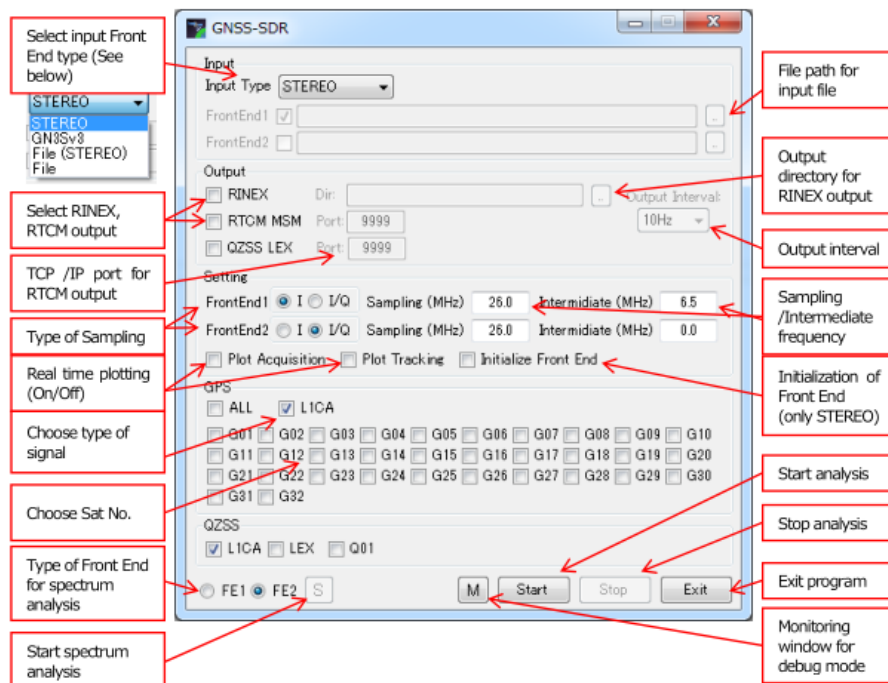 Select input Front
End type (See
below)
STEREO
STEREO
GN3Sv3
File (STEREO)
File
Select RINEX,
RTCM output
TCP /IP port for
RTCM output
Type of Sampling
Real time plotting
(On/Off)
Choose type of
signal
Choose Sat No.
Type of Front End
for spectrum
analysis
Start spectrum
analysis
GNSS-SDR
Input
Input Type STEREO
FrontEnd1 ..
FrontEnd2 ..
Output
RINEX Dir: .. Output Interval:
RTCM MSM Port: 9999 10Hz
QZSS LEX Port: 9999
Setting
FrontEnd1 I I/Q Sampling (MHz) 26.0 Intermidiate (MHz) 6.5
FrontEnd2 I I/Q Sampling (MHz) 26.0 Intermidiate (MHz) 0.0
Plot Acquisition Plot Tracking Initialize Front End
GPS
ALL L1CA
G01 G02 G03 G04 G05 G06 G07 G08 G09 G10
G11 G12 G13 G14 G15 G16 G17 G18 G19 G20
G21 G22 G23 G24 G25 G26 G27 G28 G29 G30
G31 G32
QZSS
L1CA LEX Q01
FE1 FE2 S M Start Stop Exit
File path for
input file
Output
directory for
RINEX output
Output interval
Sampling
/Intermediate
frequency
Initialization of
Front End
(only STEREO)
Start analysis
Stop analysis
Exit program
Monitoring
window for
debug mode